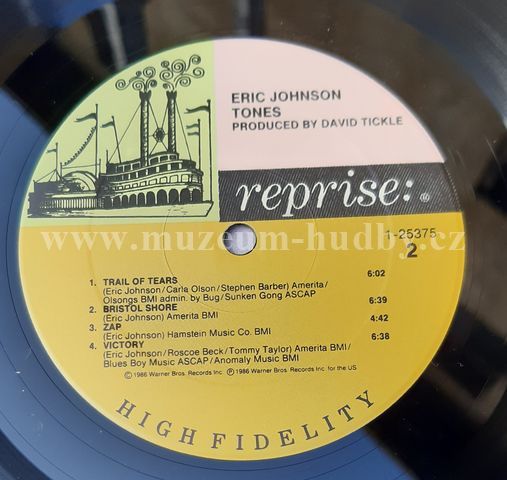 ERIC JOHNSON
TONES
PRODUCED BY DAVID TICKLE
reprise: ®
www.muzeum-hudby.cz
1-25375
2
1. TRAIL OF TEARS 6:02
(Eric Johnson/Carla Olson/Stephen Barber) Amerita/
Olsongs BMI admin. by Bug/Sunken Gong ASCAP
2. BRISTOL SHORE 6:39
(Eric Johnson) Amerita BMI
3. ZAP 4:42
(Eric Johnson) Hamstein Music Co. BMI
4. VICTORY 6:38
(Eric Johnson/Roscoe Beck/Tommy Taylor) Amerita BMI/
Blues Boy Music ASCAP/Anomaly Music BMI
© 1986 Warner Bros. Records Inc. ℗ 1986 Warner Bros. Records Inc. for the US
HIGH FIDELITY